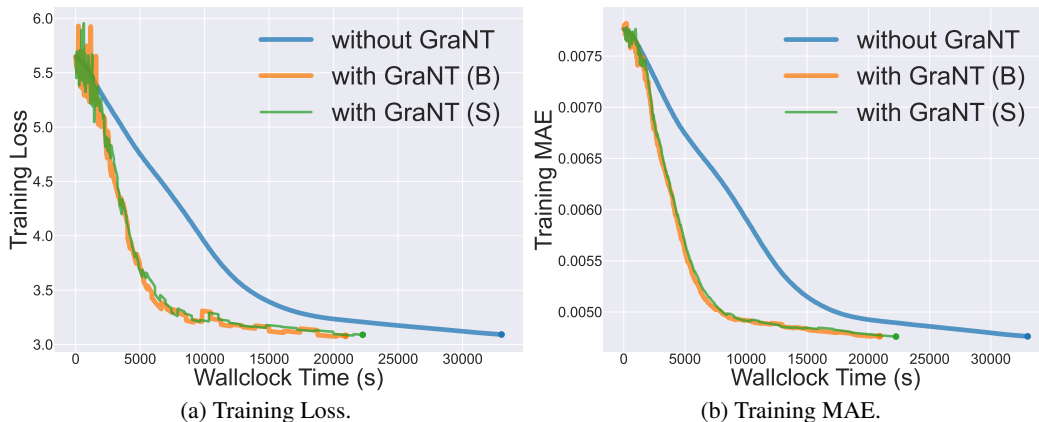 6.0
5.5
5.0
4.5
4.0
3.5
3.0
Training Loss
without GraNT
with GraNT (B)
with GraNT (S)
0 5000 10000 15000 20000 25000 30000
Wallclock Time (s)
(a) Training Loss.
0.0075
0.0070
0.0065
0.0060
0.0055
0.0050
Training MAE
without GraNT
with GraNT (B)
with GraNT (S)
0 5000 10000 15000 20000 25000 30000
Wallclock Time (s)
(b) Training MAE.